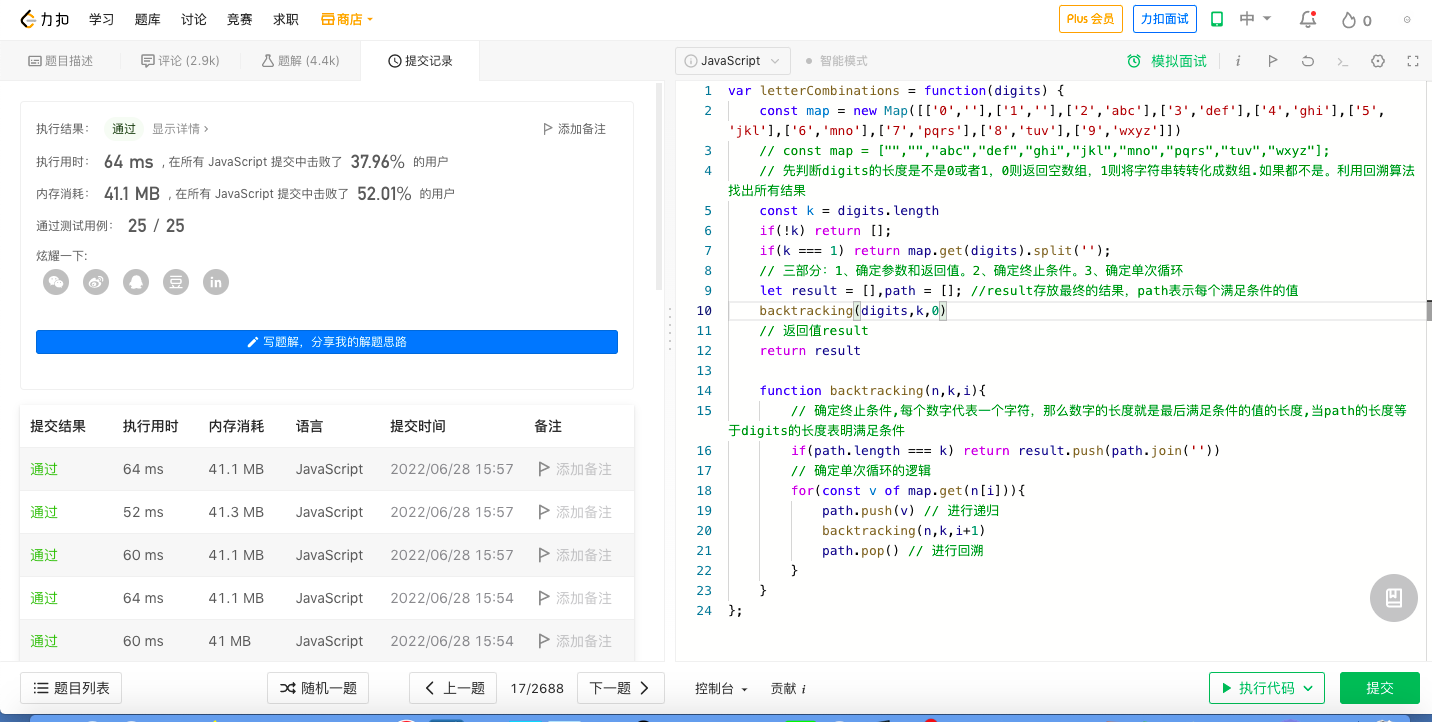 力扣 学习 题库 讨论 竞赛 求职 商店 Plus 会员 力扣面试 中 0
题目描述 评论 (2.9k) 题解 (4.4k) 提交记录
执行结果： 通过 显示详情 › 添加备注
执行用时： 64 ms , 在所有 JavaScript 提交中击败了 37.96% 的用户
内存消耗： 41.1 MB , 在所有 JavaScript 提交中击败了 52.01% 的用户
通过测试用例： 25 / 25
炫耀一下:
豆 in
写题解，分享我的解题思路
提交结果 执行用时 内存消耗 语言 提交时间 备注
通过 64 ms 41.1 MB JavaScript 2022/06/28 15:57 添加备注
通过 52 ms 41.3 MB JavaScript 2022/06/28 15:57 添加备注
通过 60 ms 41.1 MB JavaScript 2022/06/28 15:57 添加备注
通过 64 ms 41.1 MB JavaScript 2022/06/28 15:54 添加备注
通过 60 ms 41 MB JavaScript 2022/06/28 15:54 添加备注
i JavaScript 智能模式 模拟面试 i
1 var letterCombinations = function(digits) {
2 const map = new Map([['0',''],['1',''],['2','abc'],['3','def'],['4','ghi'],['5',
'jkl'],['6','mno'],['7','pqrs'],['8','tuv'],['9','wxyz']])
3 // const map = ["","","abc","def","ghi","jkl","mno","pqrs","tuv","wxyz"];
4 // 先判断digits的长度是不是0或者1，0则返回空数组，1则将字符串转转化成数组.如果都不是。利用回溯算法
找出所有结果
5 const k = digits.length
6 if(!k) return [];
7 if(k === 1) return map.get(digits).split('');
8 // 三部分：1、确定参数和返回值。2、确定终止条件。3、确定单次循环
9 let result = [],path = []; //result存放最终的结果，path表示每个满足条件的值
10 backtracking(digits,k,0)
11 // 返回值result
12 return result
13
14 function backtracking(n,k,i){
15 // 确定终止条件,每个数字代表一个字符，那么数字的长度就是最后满足条件的值的长度,当path的长度等
于digits的长度表明满足条件
16 if(path.length === k) return result.push(path.join(''))
17 // 确定单次循环的逻辑
18 for(const v of map.get(n[i])){
19 path.push(v) // 进行递归
20 backtracking(n,k,i+1)
21 path.pop() // 进行回溯
22 }
23 }
24 };
题目列表 随机一题 上一题 17/2688 下一题 控制台 贡献 i 执行代码 提交